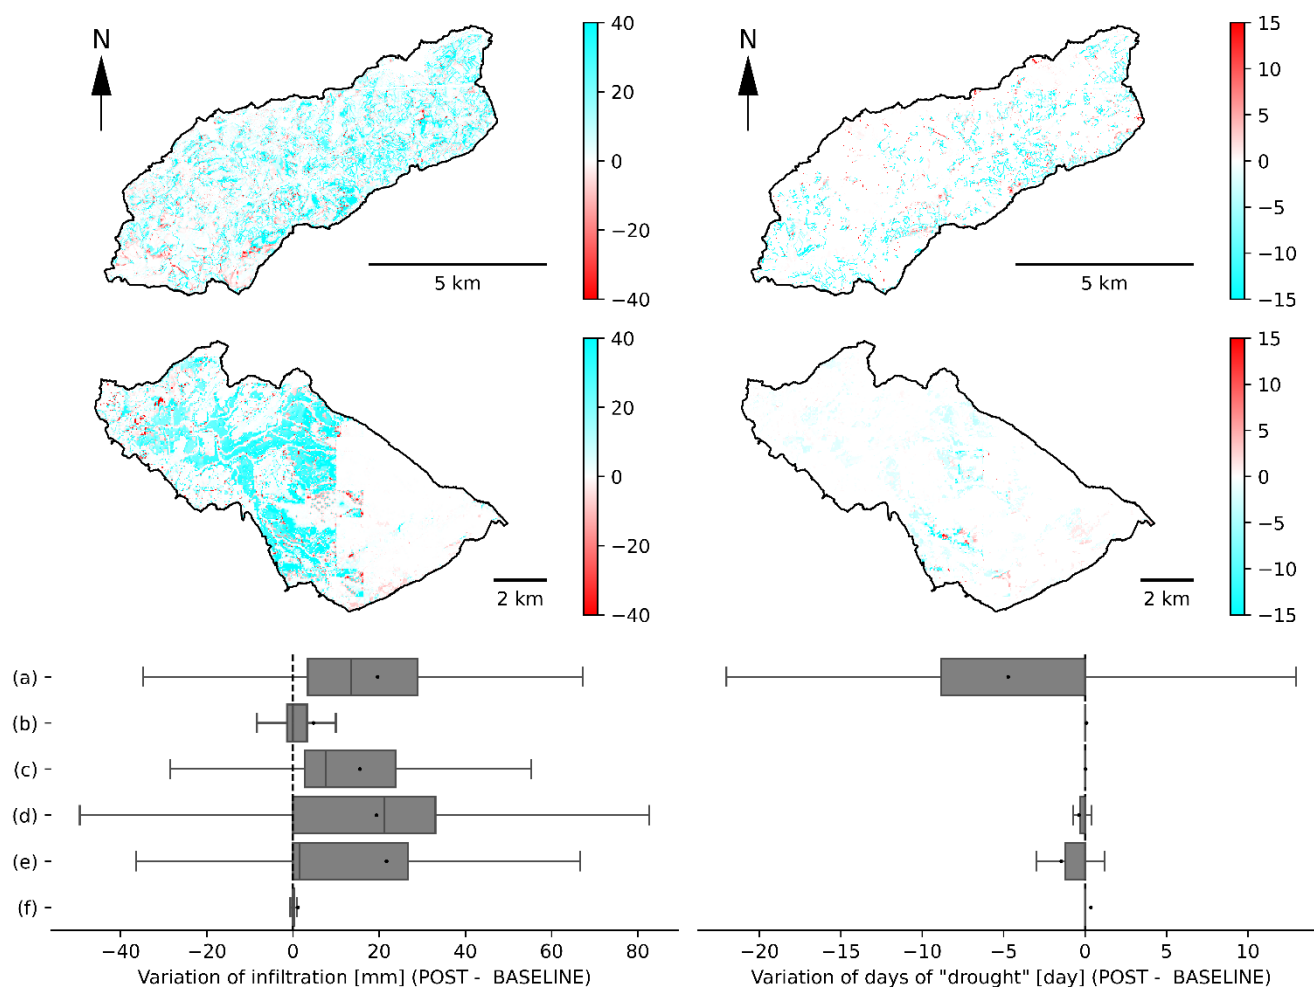 N
5 km
40
20
0
−20
−40
N
5 km
15
10
5
0
−5
−10
−15
2 km
40
20
0
−20
−40
2 km
15
10
5
0
−5
−10
−15
(a)
(b)
(c)
(d)
(e)
(f)
−40 −20 0 20 40 60 80
Variation of infiltration [mm] (POST - BASELINE)
−20 −15 −10 −5 0 5 10
Variation of days of "drought" [day] (POST - BASELINE)